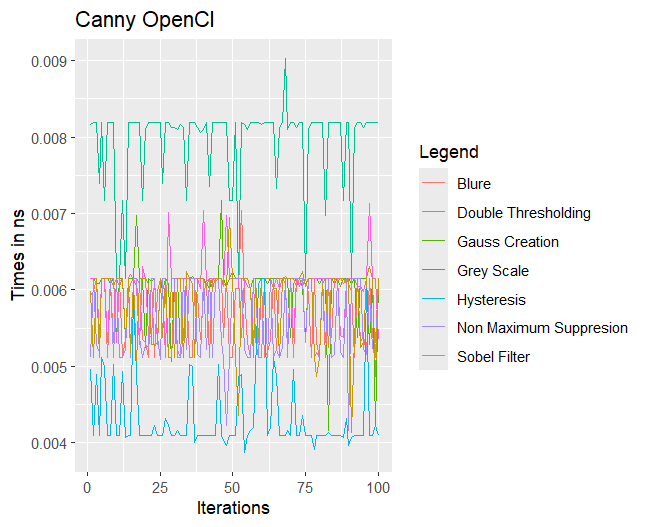 Canny OpenCl
0.009
0.008
0.007
0.006
0.005
0.004
Times in ns
0 25 50 75 100
Iterations
Legend
Blure
Double Thresholding
Gauss Creation
Grey Scale
Hysteresis
Non Maximum Suppresion
Sobel Filter